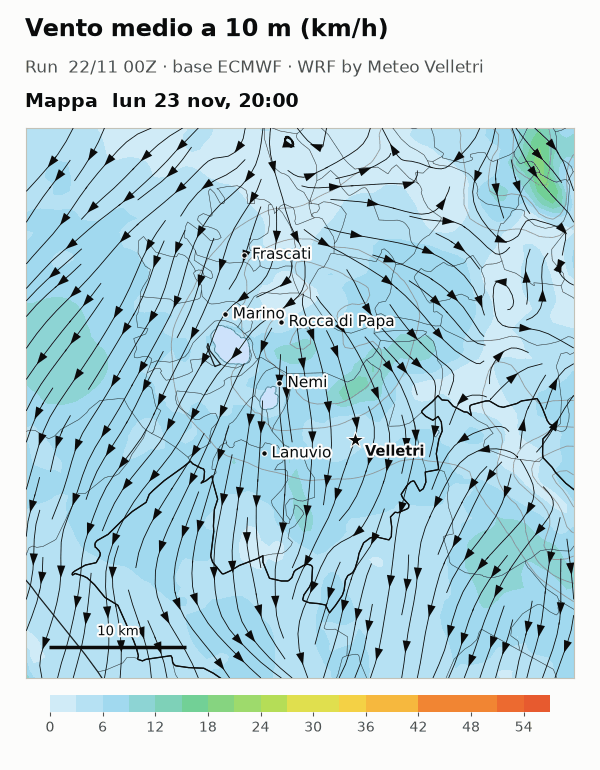 Vento medio a 10 m (km/h)
Run  22/11 00Z · base ECMWF · WRF by Meteo Velletri
Mappa  lun 23 nov, 20:00
Frascati
Marino
Rocca di Papa
Nemi
Velletri
Lanuvio
10 km
0 6 12 18 24 30 36 42 48 54